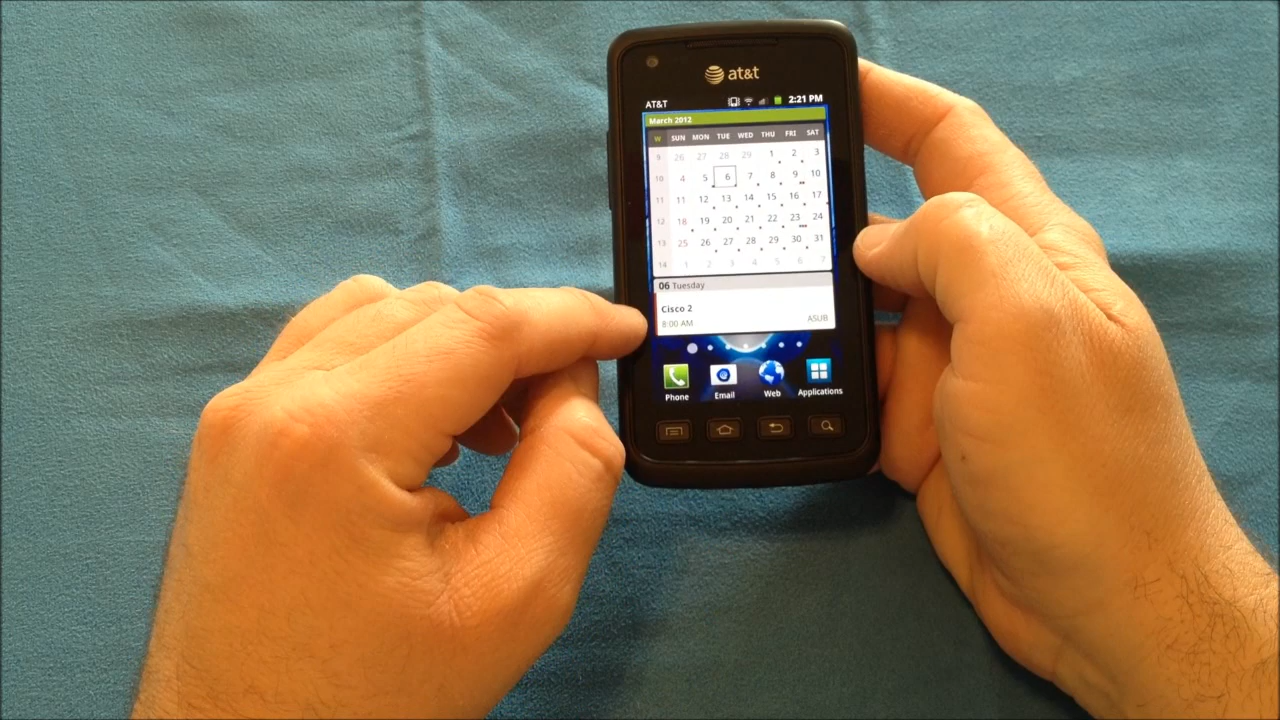 at&t
AT&T 2:21 PM
March 2012
W SUN MON TUE WED THU FRI SAT
9 26 27 28 29 1 2 3
10 4 5 6 7 8 9 10
11 11 12 13 14 15 16 17
12 18 19 20 21 22 23 24
13 25 26 27 28 29 30 31
14 1 2 3 4 5 6 7
06 Tuesday
Cisco 2
8:00 AM ASUB
Phone Email Web Applications